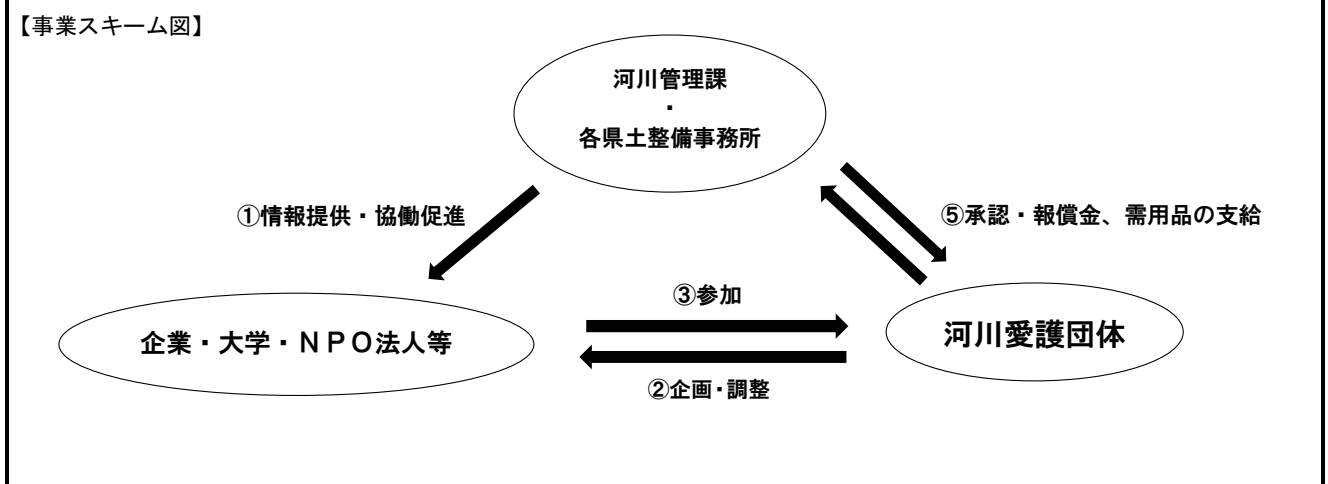 【事業スキーム図】
河川管理課
・
各県土整備事務所
①情報提供・協働促進
⑤承認・報償金、需用品の支給
③参加
企業・大学・ＮＰＯ法人等
河川愛護団体
②企画・調整